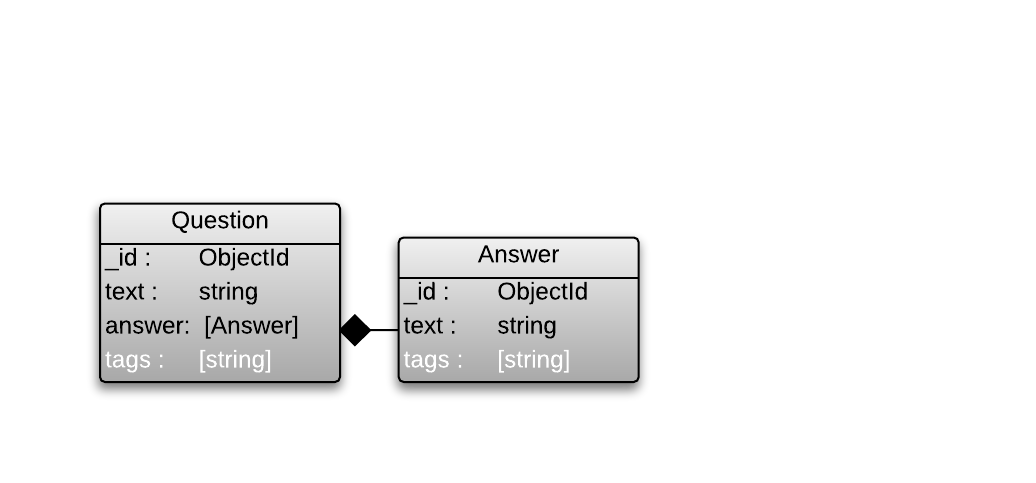 Question
_id : ObjectId
text : string
answer: [Answer]
tags : [string]
Answer
_id : ObjectId
text : string
tags : [string]